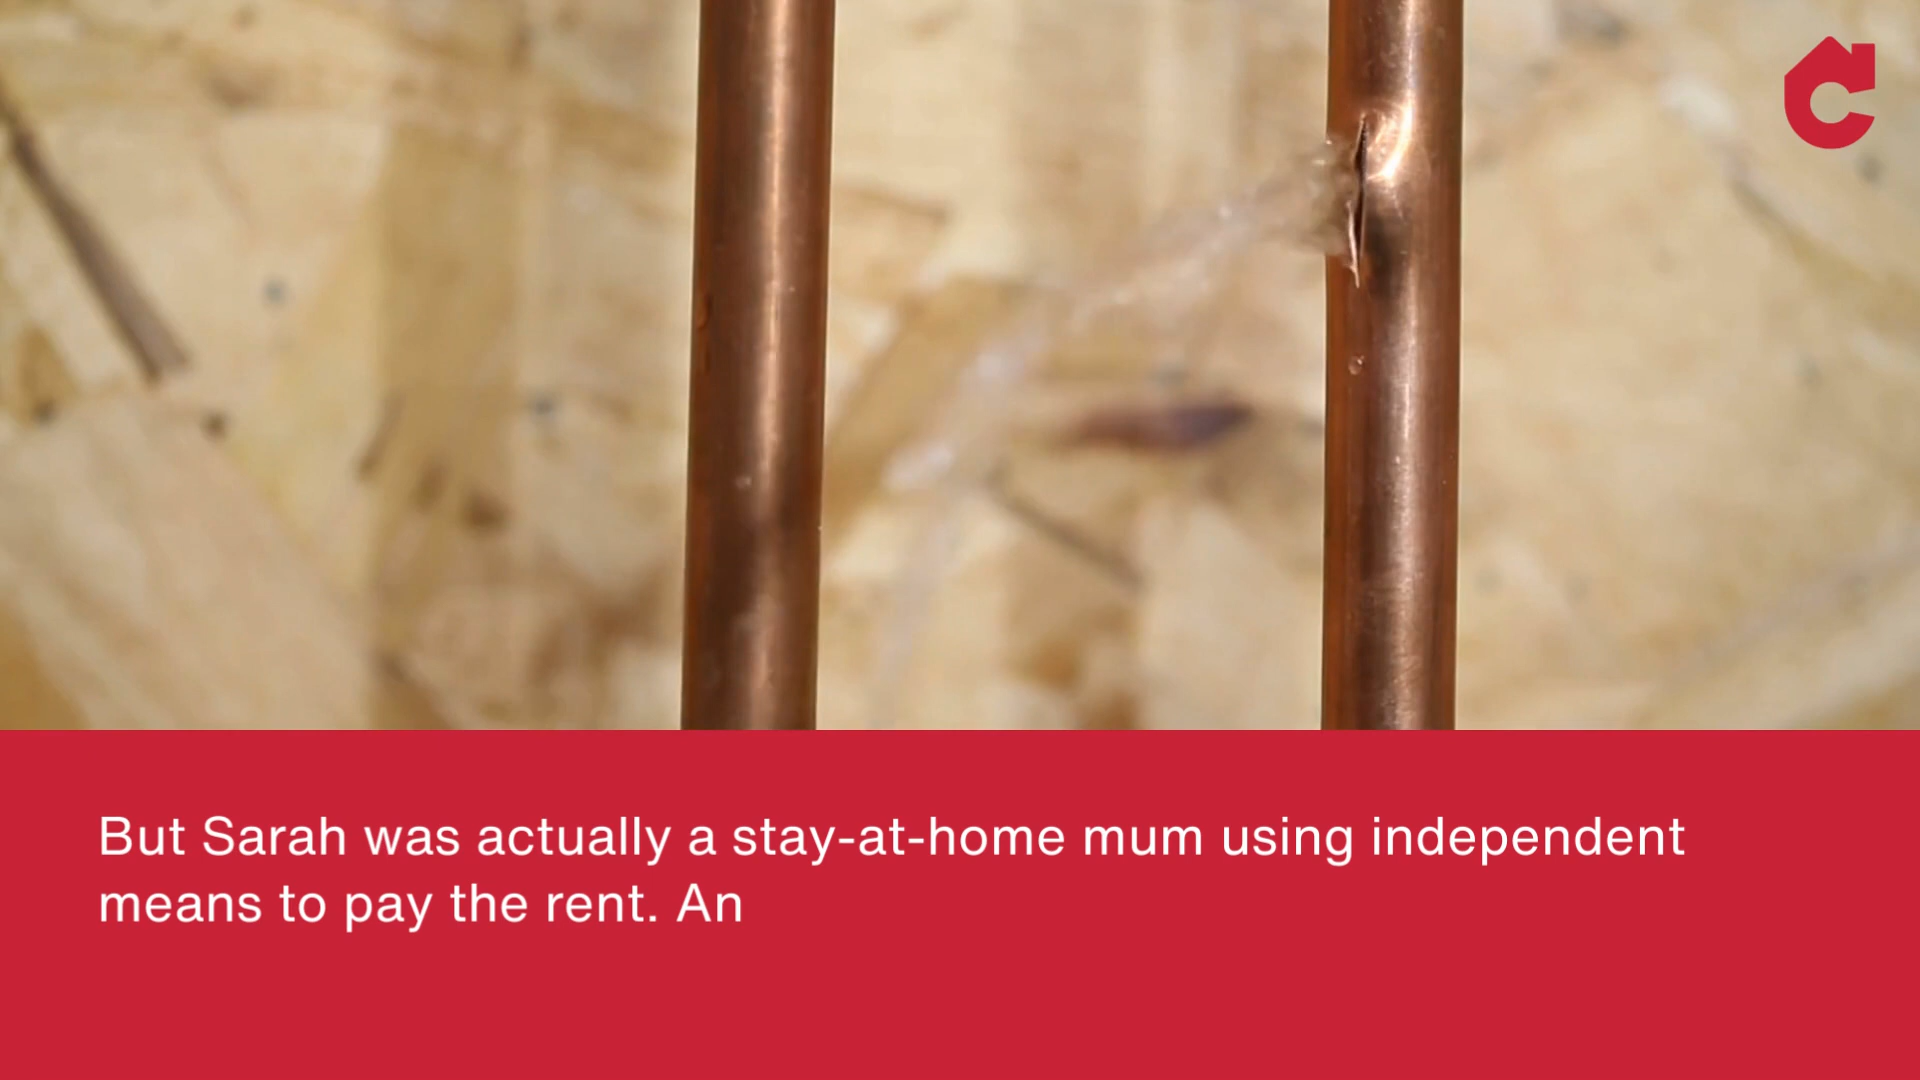 But Sarah was actually a stay-at-home mum using independent
means to pay the rent. An